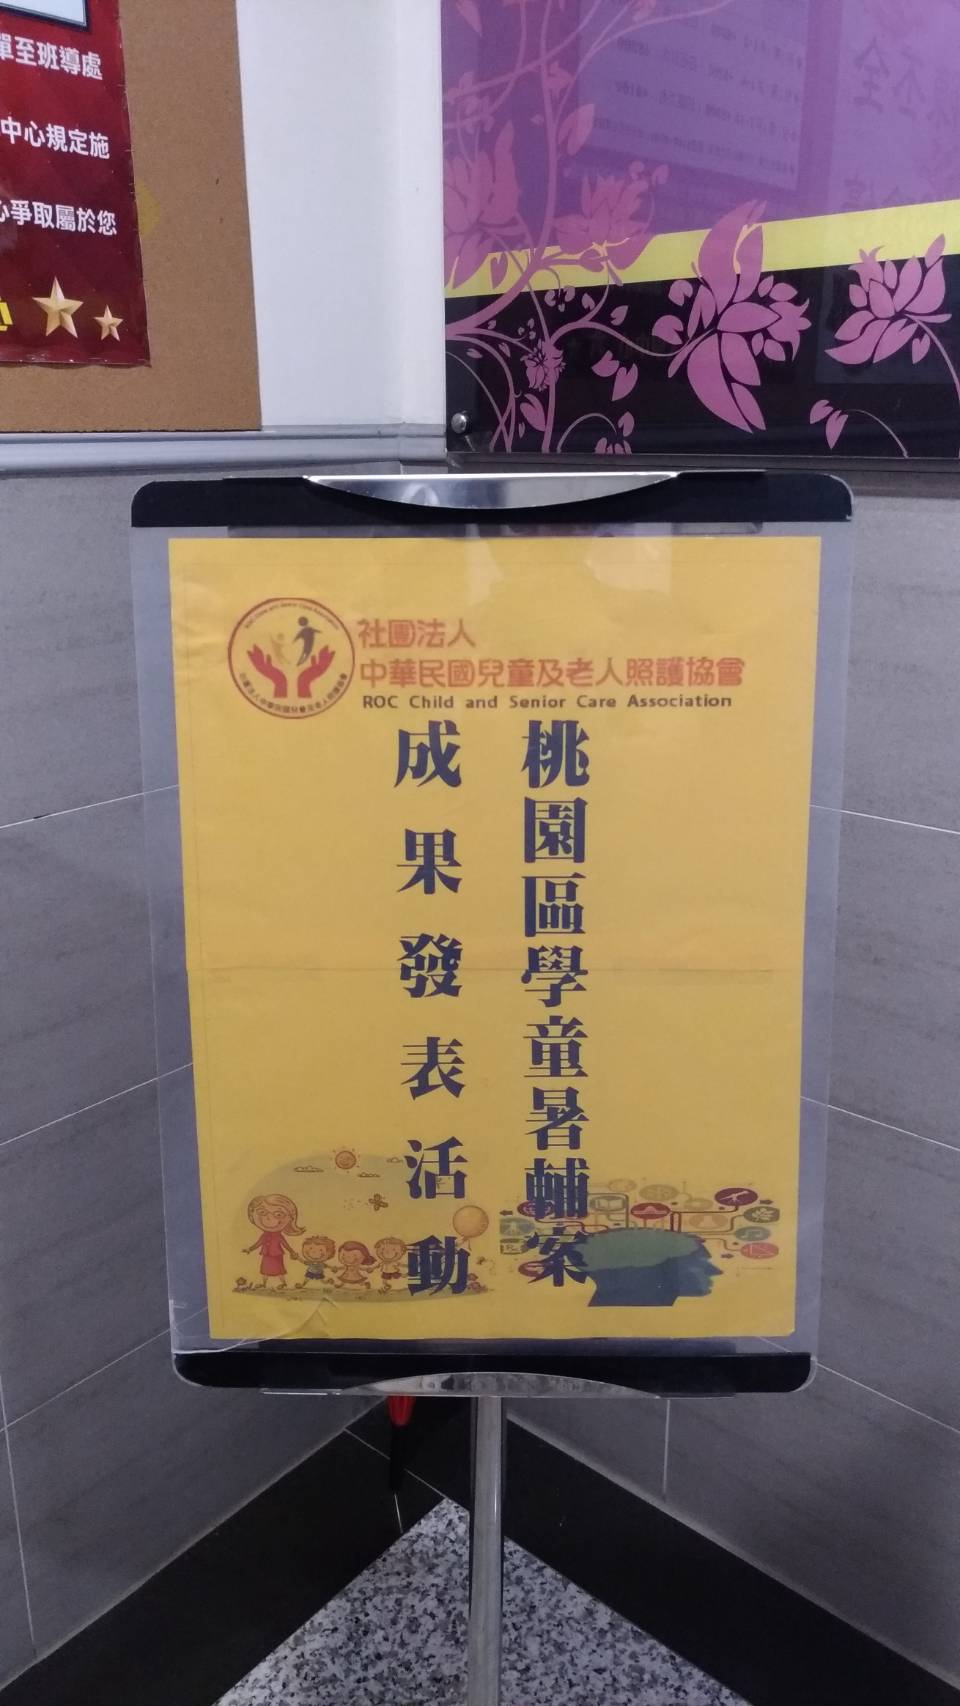 單至班導處
中心規定施
心爭取屬於您
社團法人
中華民國兒童及老人照護協會
ROC Child and Senior Care Association
桃園區學童暑輔案
成果發表活動